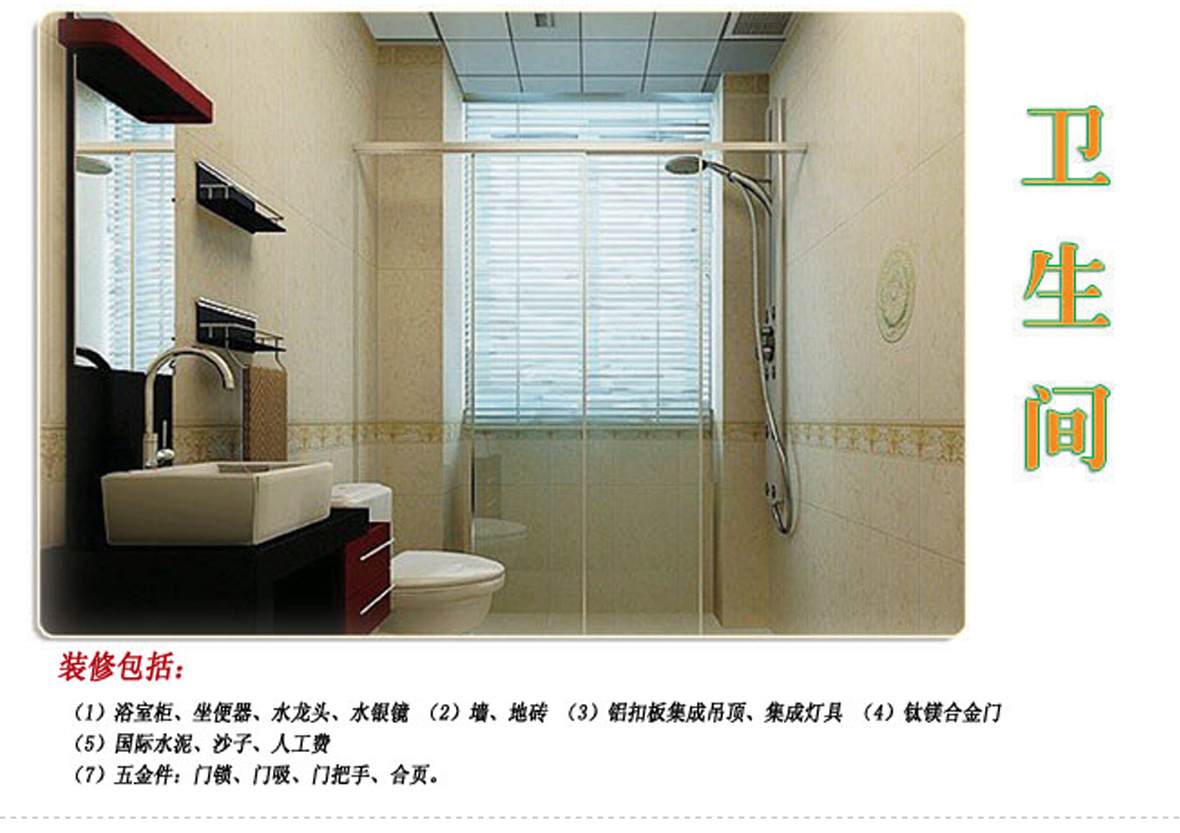 卫生间
装修包括：
（1）浴室柜、坐便器、水龙头、水银镜 （2）墙、地砖 （3）铝扣板集成吊顶、集成灯具 （4）钛镁合金门
（5）国际水泥、沙子、人工费
（7）五金件：门锁、门吸、门把手、合页。